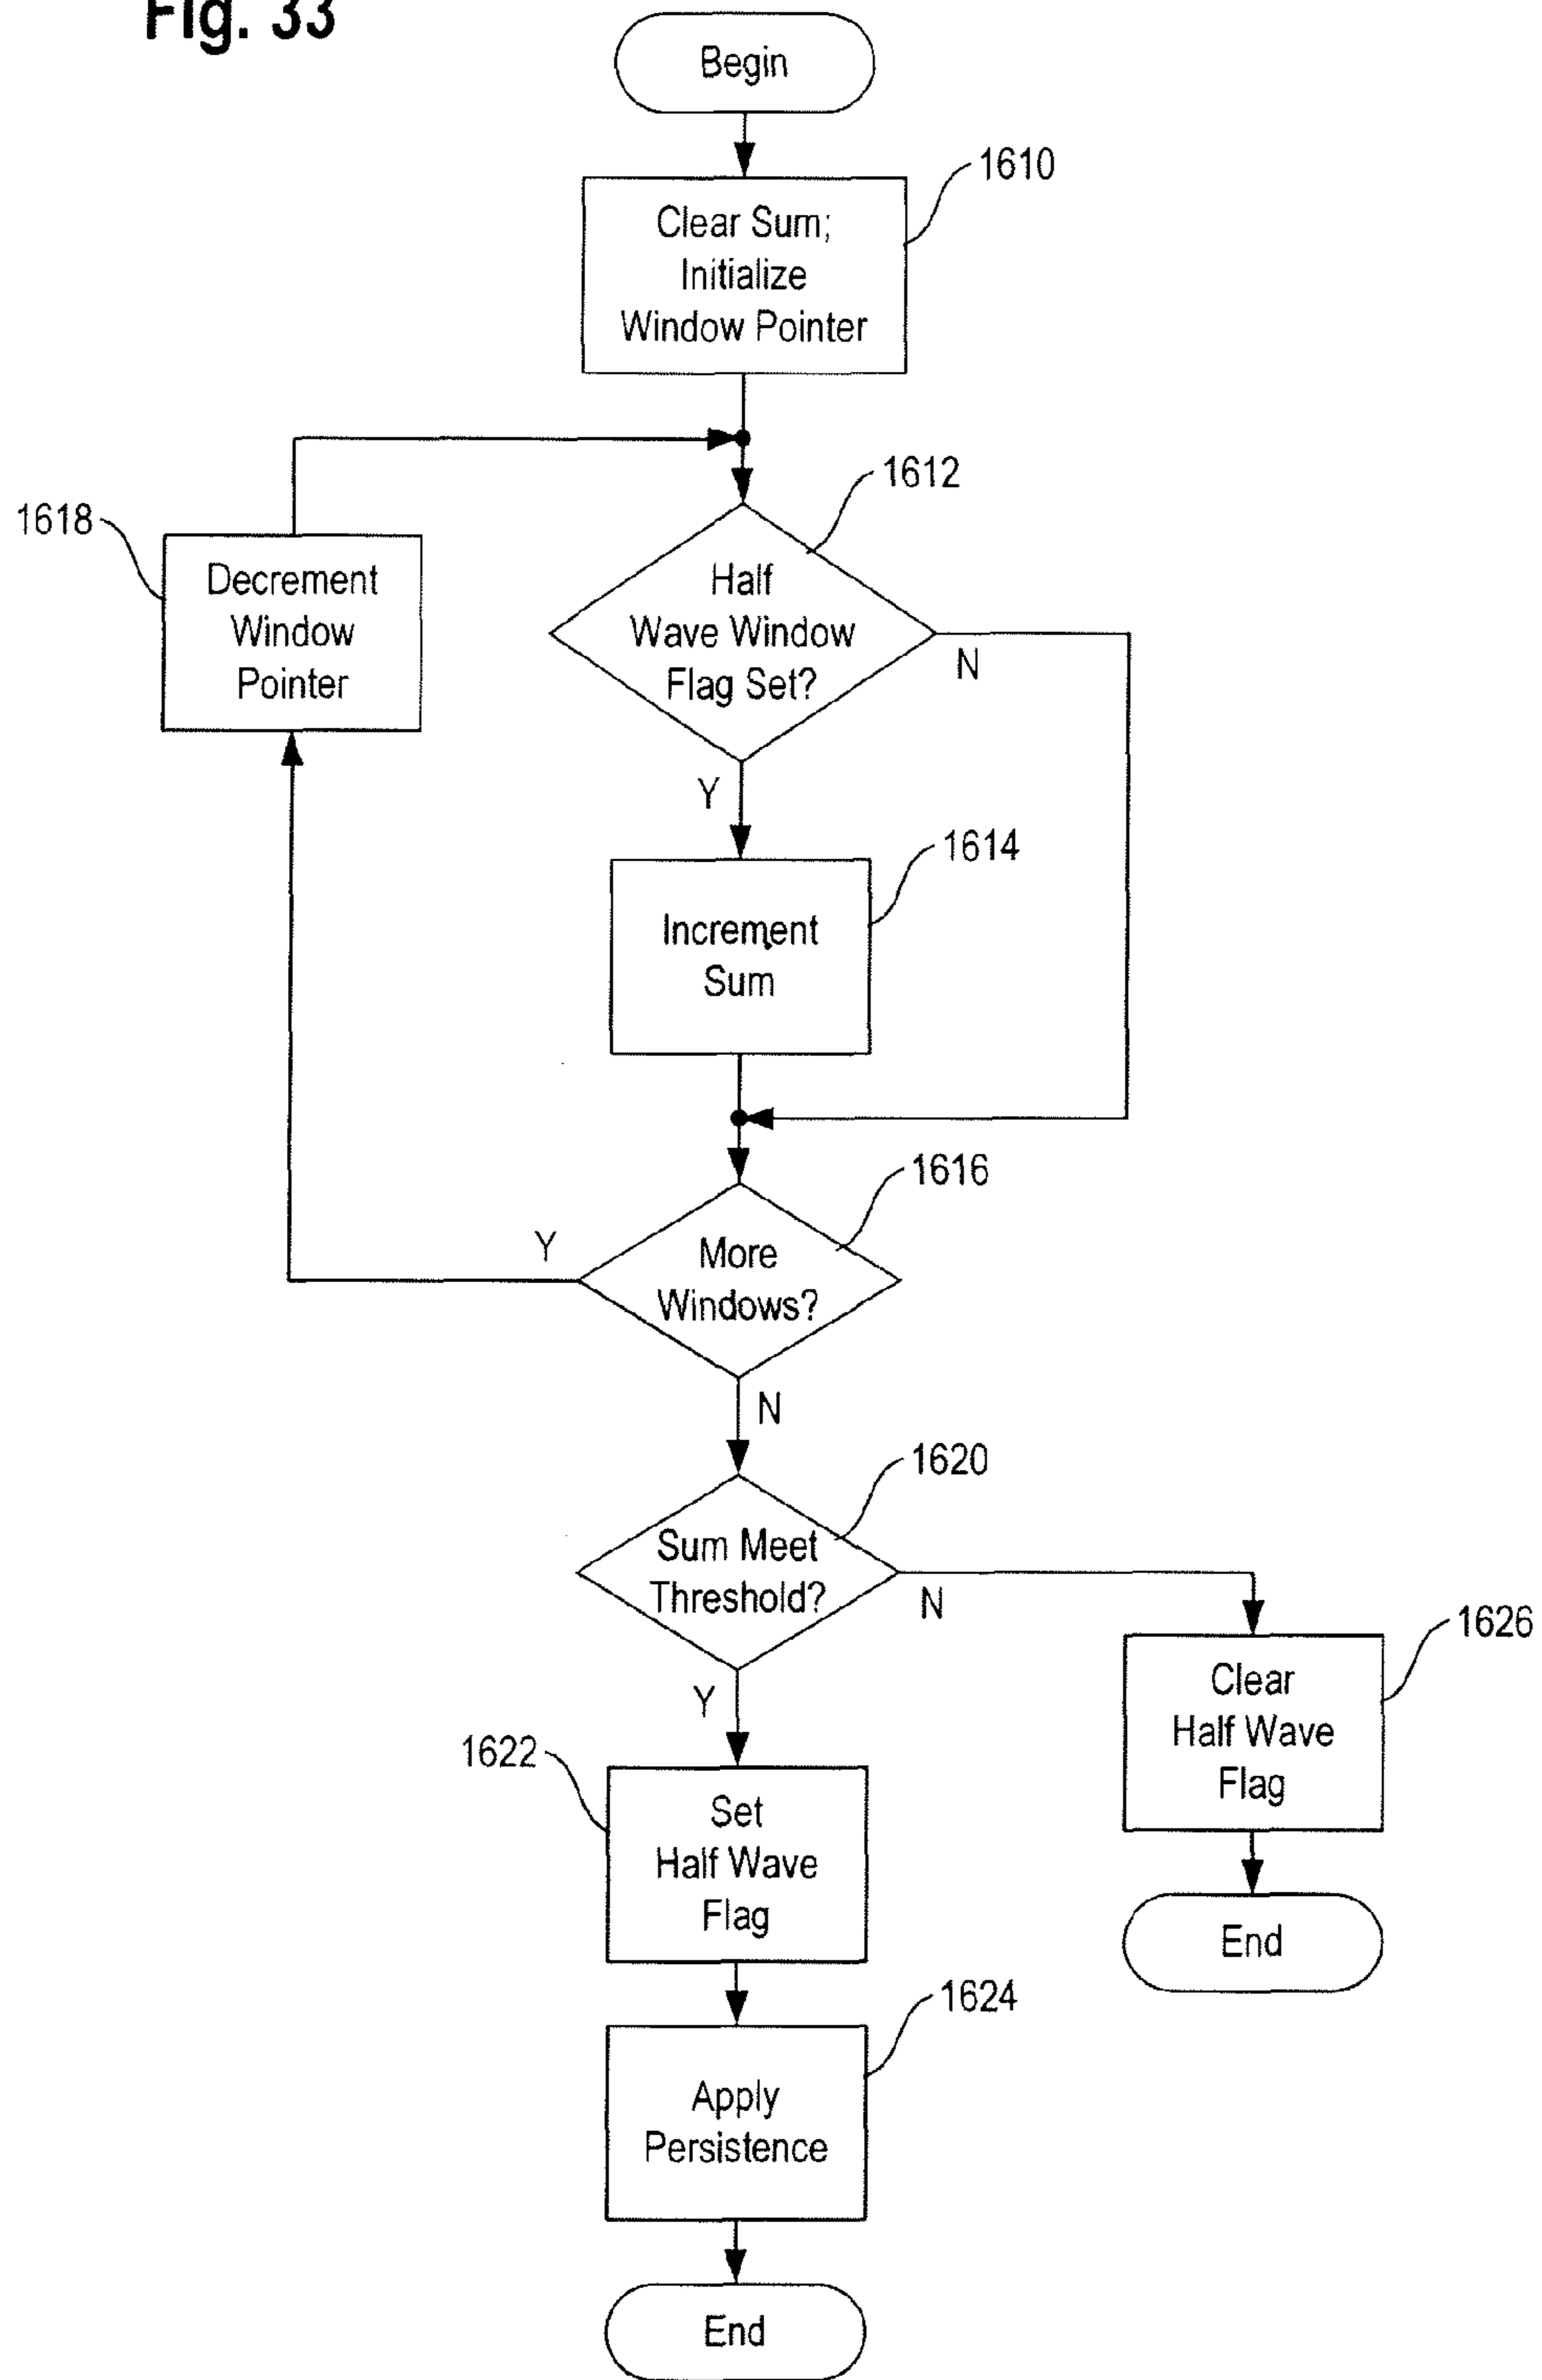 Fig. 33
Begin
1610
Clear Sum;
Initialize
Window Pointer
1612
1618
Decrement
Window
Pointer
Half
Wave Window
Flag Set?
N
Y
1614
Increment
Sum
1616
Y
More
Windows?
N
1620
Sum Meet
Threshold?
N
1626
Y
Clear
Half Wave
Flag
1622
Set
Half Wave
Flag
End
1624
Apply
Persistence
End